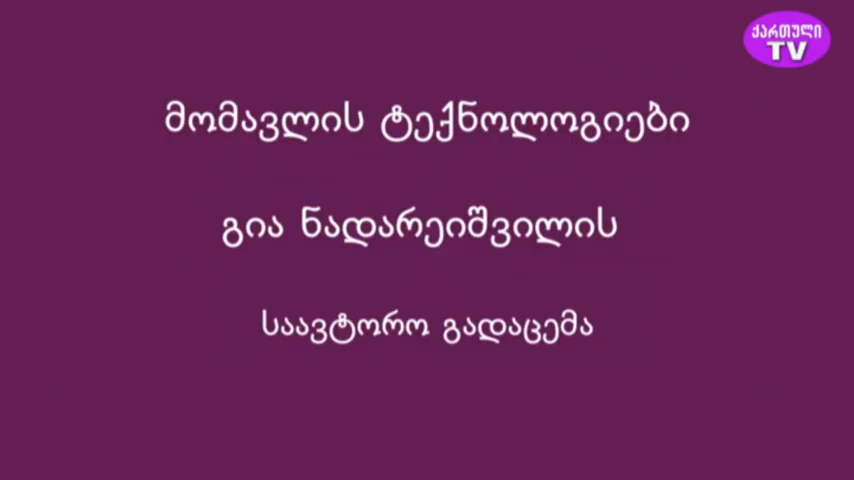 ქართული
TV
მომავლის ტექნოლოგიები
გია ნადარეიშვილის
საავტორო გადაცემა